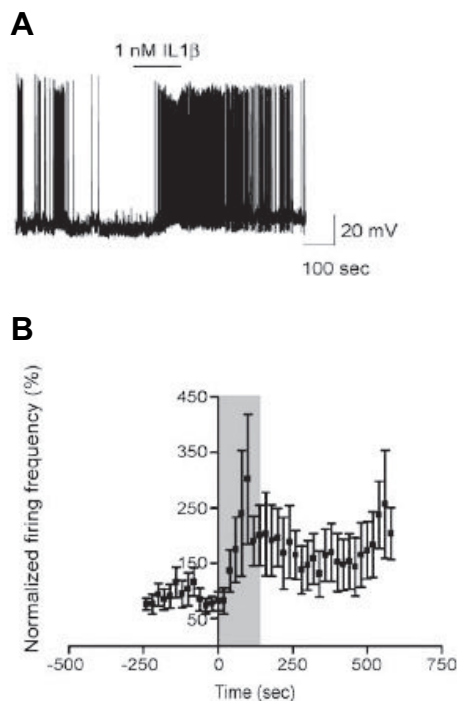 A
1 nM IL1β
20 mV
100 sec
B
Normalized firing frequency (%)
450
350
250
150
50
-500
-250
0
250
500
750
Time (sec)